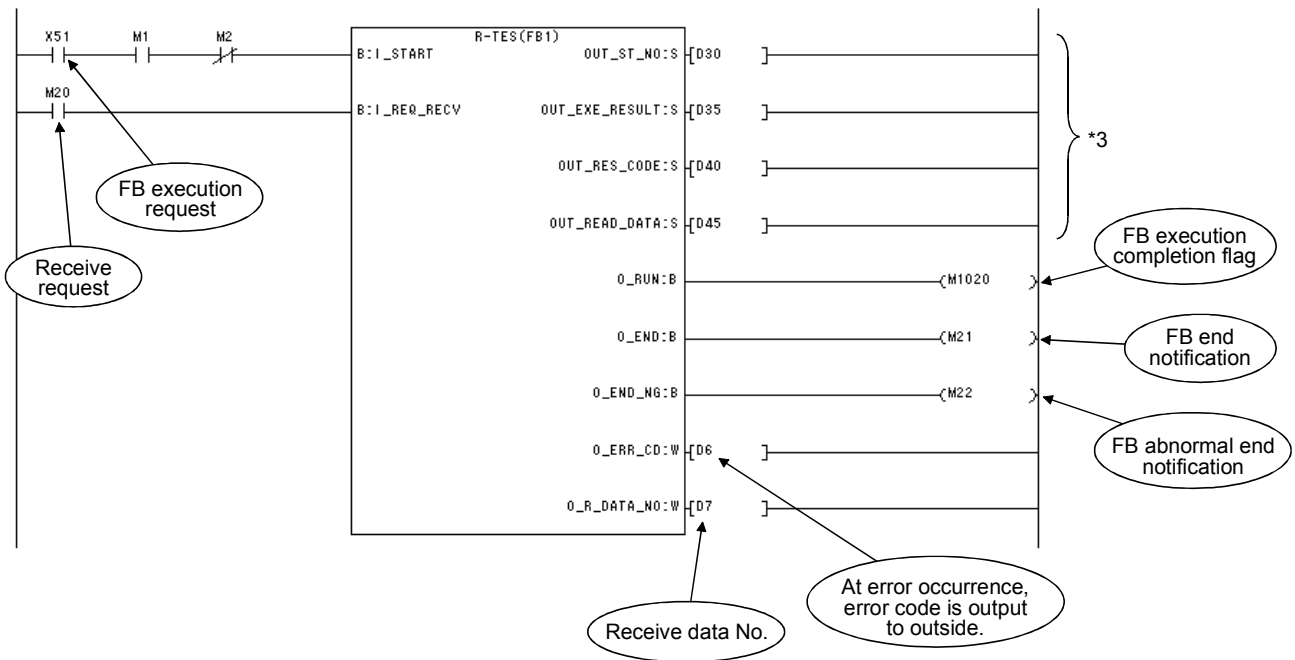 X51 M1 M2
R-TES(FB1)
B:I_START OUT_ST_NO:S [D30 ]
M20
B:I_REQ_RECV OUT_EXE_RESULT:S [D35 ]
*3
OUT_RES_CODE:S [D40 ]
FB execution
request
OUT_READ_DATA:S [D45 ]
FB execution
completion flag
Receive
request
O_RUN:B (M1020 )
O_END:B (M21 )
FB end
notification
O_END_NG:B (M22 )
FB abnormal end
notification
O_ERR_CD:W [D6 ]
O_R_DATA_NO:W [D7 ]
At error occurrence,
error code is output
to outside.
Receive data No.